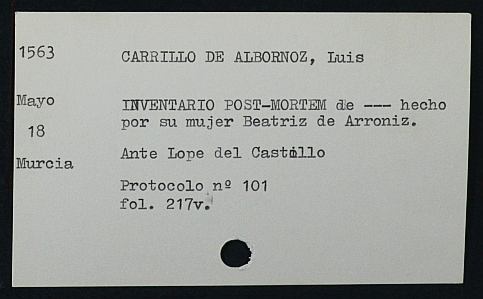 1563
CARRILLO DE ALBORNOZ, Luis
Mayo
INVENTARIO POST-MORTEM de --- hecho
por su mujer Beatriz de Arroniz.
18
Ante Lope del Castillo
Murcia
Protocolo nº 101
fol. 217v.